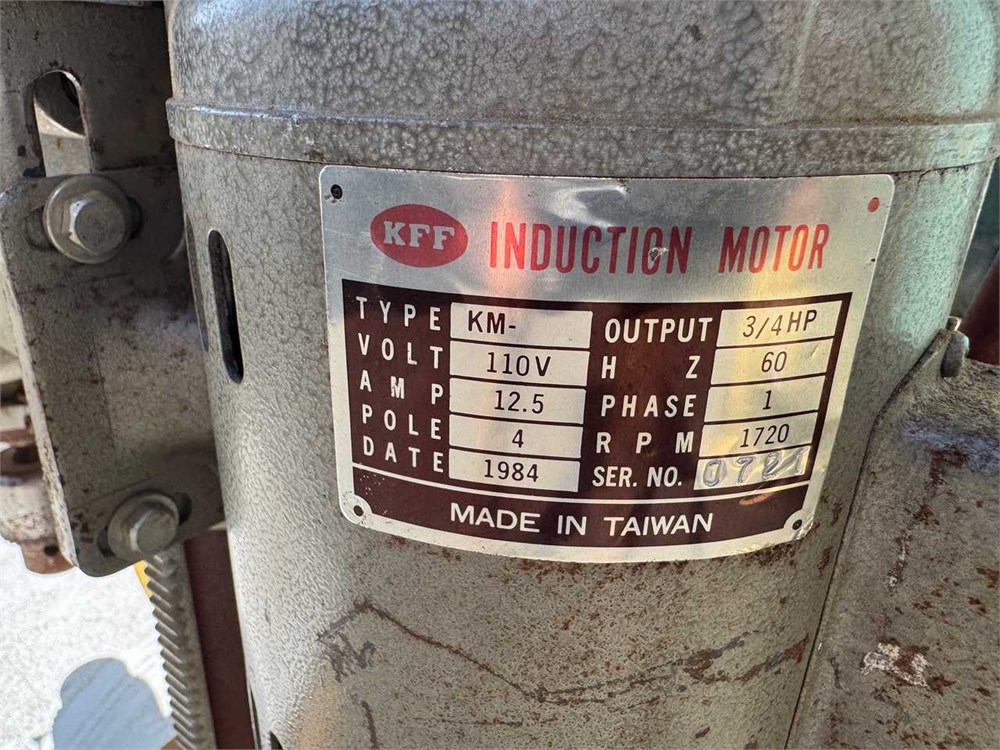 KFF INDUCTION MOTOR
TYPE KM- OUTPUT 3/4HP
VOLT 110V HZ 60
AMP 12.5 PHASE 1
POLE 4 RPM 1720
DATE 1984 SER. NO.
MADE IN TAIWAN